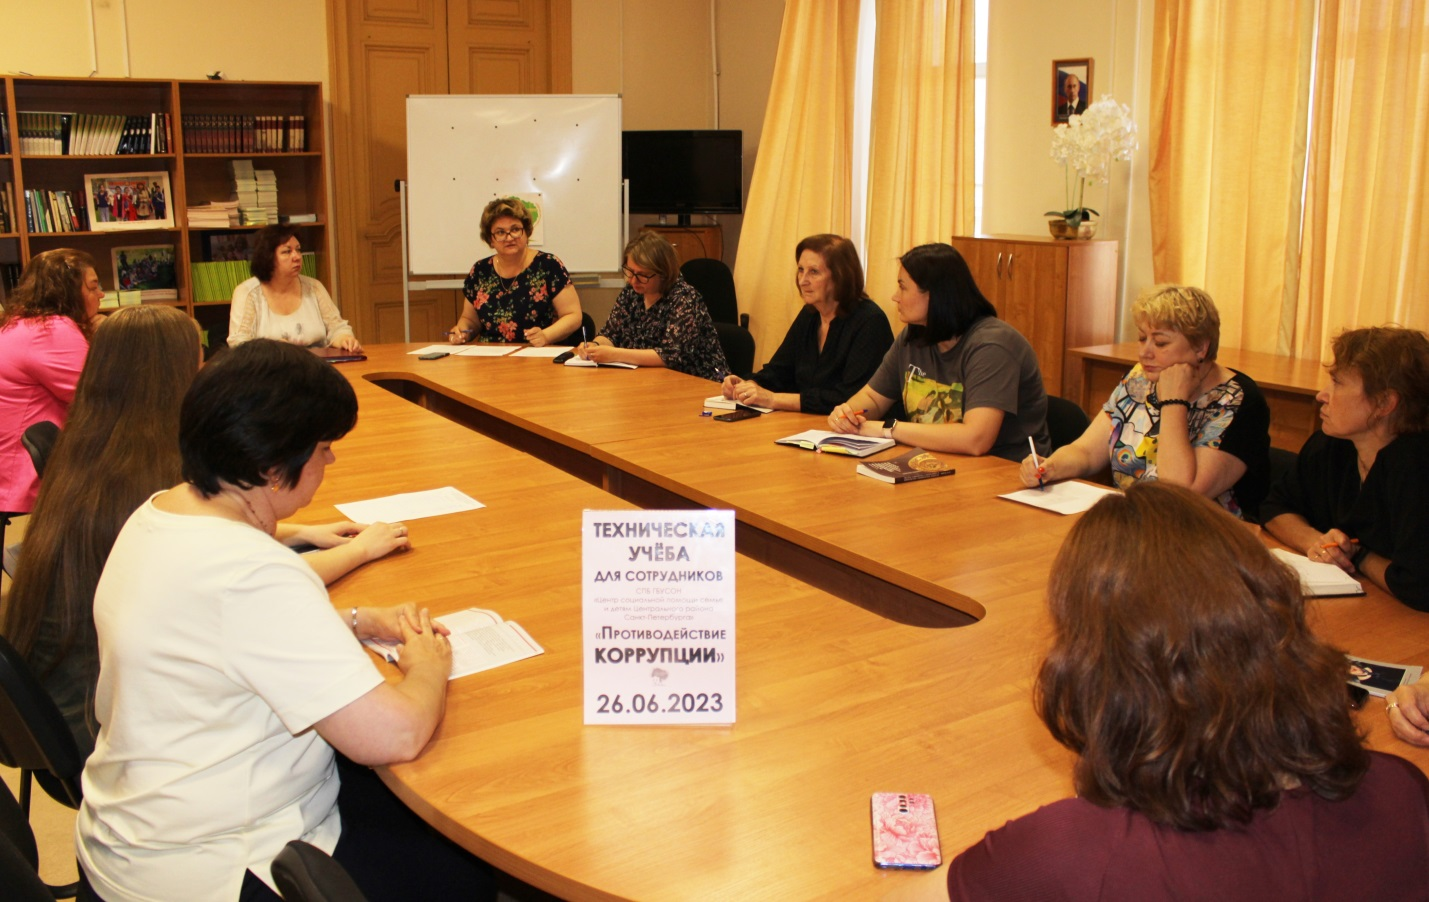 ТЕХНИЧЕСКАЯ
УЧЁБА
ДЛЯ СОТРУДНИКОВ
СПБ ГБУСОН
«Центр социальной помощи семье
и детям Центрального района
Санкт-Петербурга»
«Противодействие
КОРРУПЦИИ»
26.06.2023
The